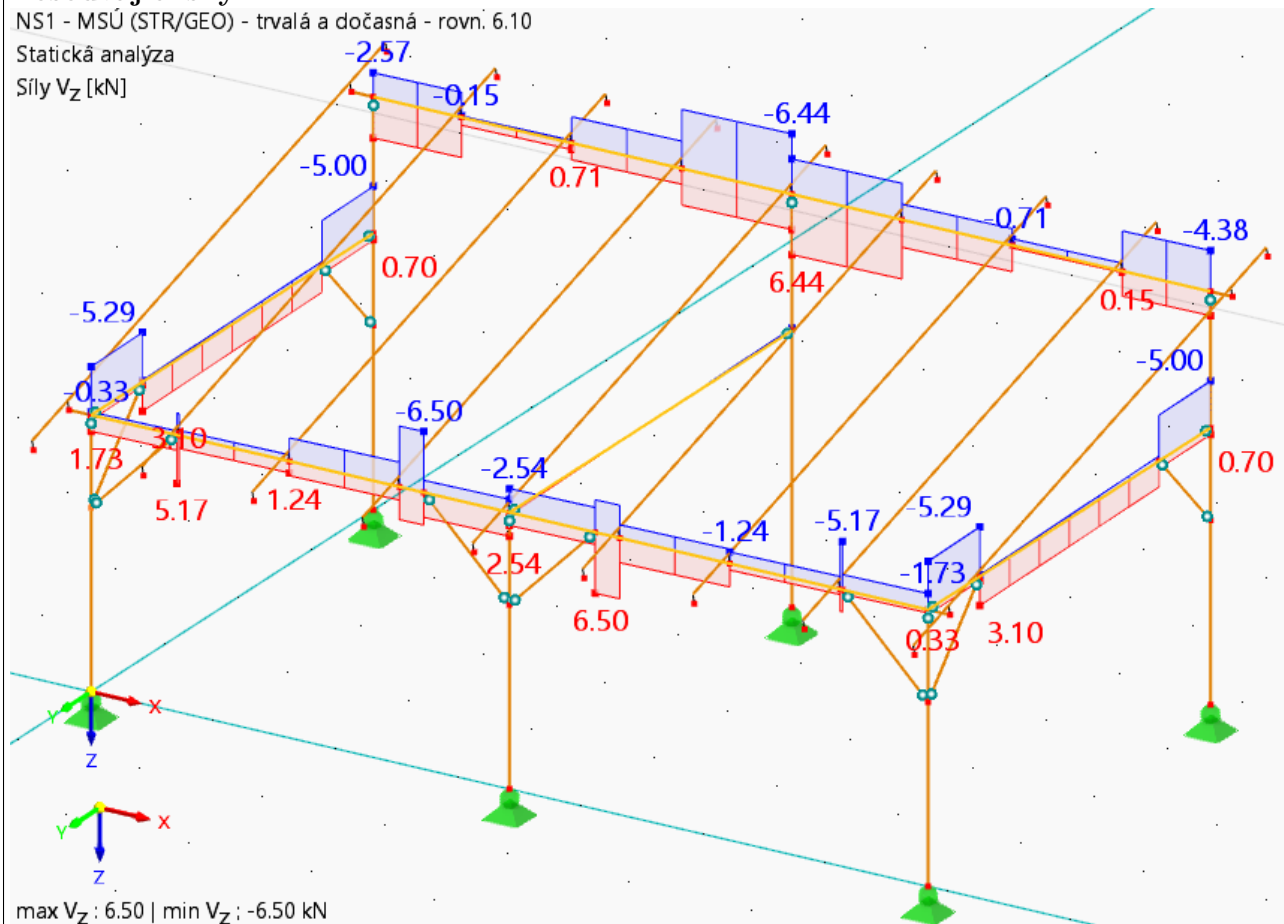 NS1 - MSÚ (STR/GEO) - trvalá a dočasná - rovn. 6.10
Statická analýza
Síly VZ [kN]
-2.57
-0.15
-6.44
-5.00
0.71
-0.71
-4.38
0.70
6.44
0.15
-5.29
-5.00
-0.33
-6.50
3.10
1.73
-2.54
0.70
5.17
1.24
-1.24
-5.17
-5.29
2.54
-1.73
6.50
0.33
3.10
X
Y
Z
X
Y
Z
max VZ : 6.50 | min VZ : -6.50 kN